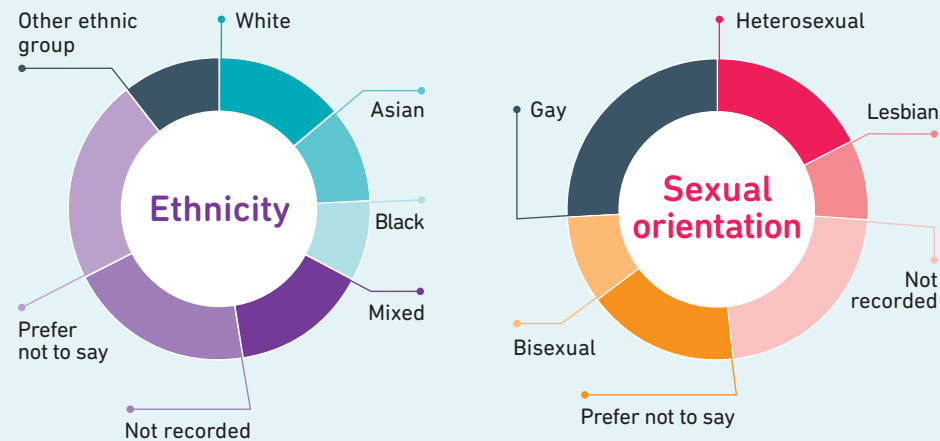 Other ethnic
group
White
Asian
Ethnicity
Black
Mixed
Prefer
not to say
Not recorded
Heterosexual
Gay
Lesbian
Sexual
orientation
Not
recorded
Bisexual
Prefer not to say